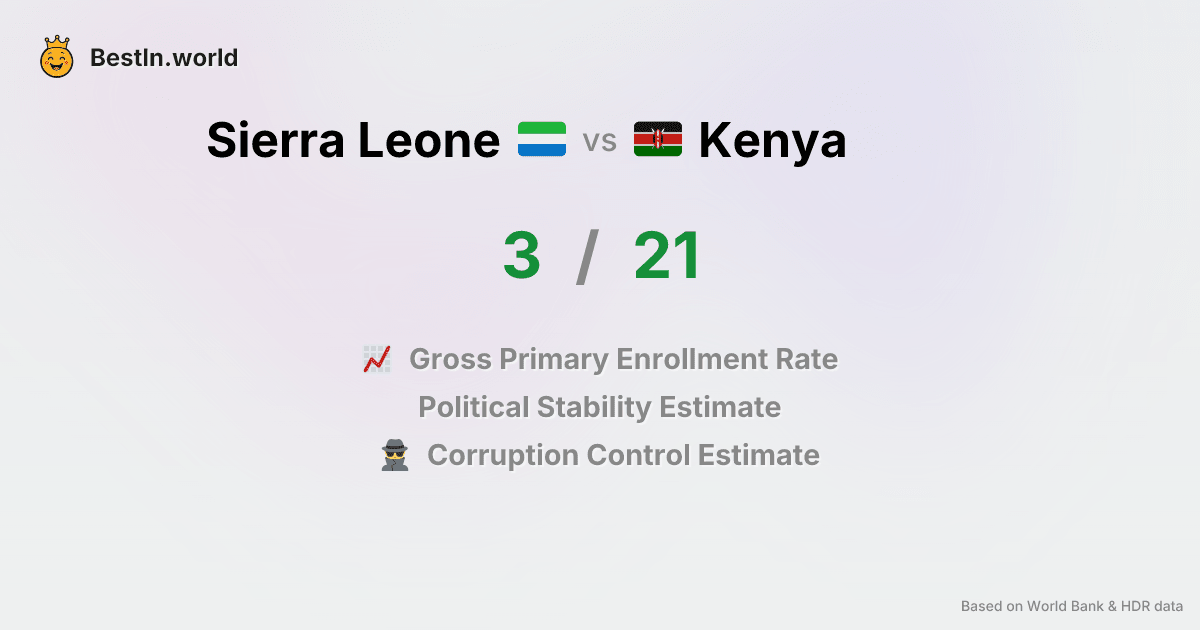 BestIn.world
Sierra Leone vs Kenya
3 / 21
Gross Primary Enrollment Rate
Political Stability Estimate
Corruption Control Estimate
Based on World Bank & HDR data